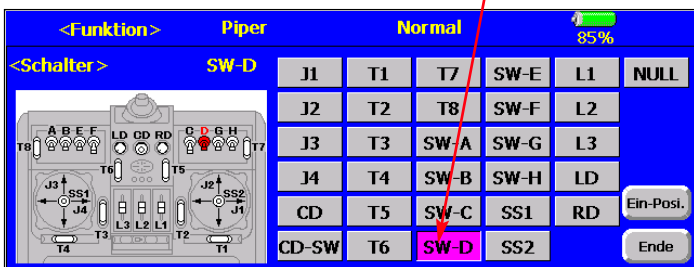 <Funktion> Piper Normal 85%
<Schalter> SW-D
J1 T1 T7 SW-E L1 NULL
J2 T2 T8 SW-F L2
J3 T3 SW-A SW-G L3
J4 T4 SW-B SW-H LD
CD T5 SW-C SS1 RD Ein-Posi.
CD-SW T6 SW-D SS2 Ende
A B E F LD CD RD C D G H
T8 T7
T6 T5
J3 SS1 J4 J2 SS2 J1
L3 L2 L1
T3 T2
T4 T1